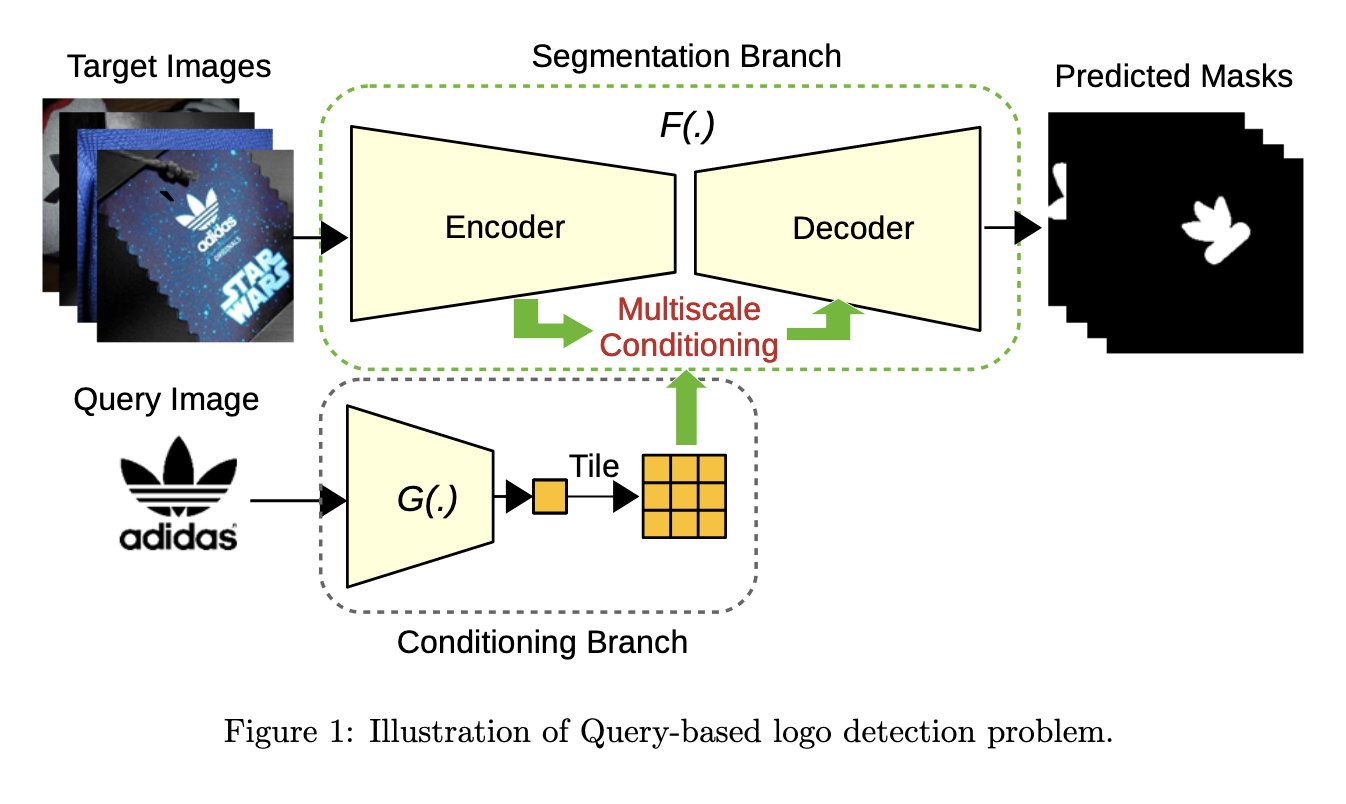 Segmentation Branch
Target Images
Predicted Masks
F(.)
Encoder
Decoder
adidas
ORIGINALS
STAR
WARS
Multiscale
Conditioning
Query Image
adidas
G(.)
Tile
Conditioning Branch
Figure 1: Illustration of Query-based logo detection problem.